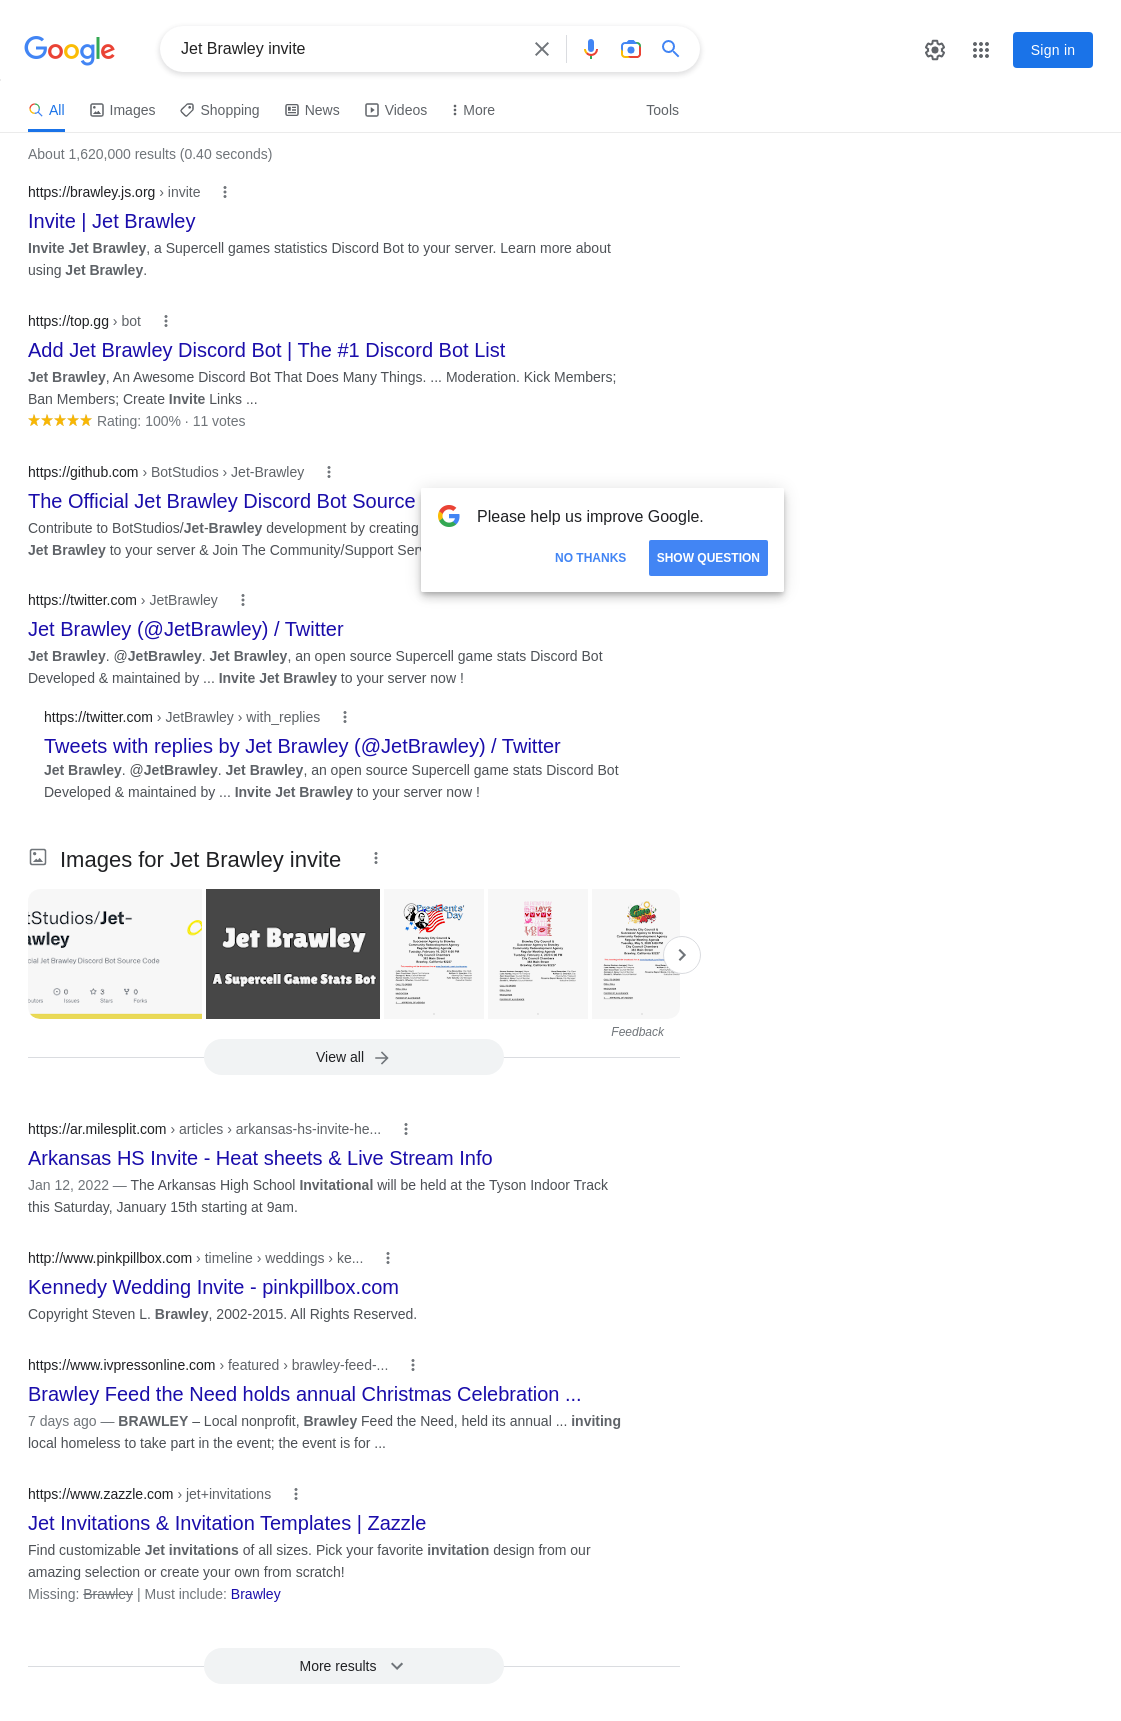 Google
Jet Brawley invite
Sign in
All
Images
Shopping
News
Videos
More
Tools
About 1,620,000 results (0.40 seconds)
https://brawley.js.org › invite
Invite | Jet Brawley
Invite Jet Brawley, a Supercell games statistics Discord Bot to your server. Learn more about
using Jet Brawley.
https://top.gg › bot
Add Jet Brawley Discord Bot | The #1 Discord Bot List
Jet Brawley, An Awesome Discord Bot That Does Many Things. ... Moderation. Kick Members;
Ban Members; Create Invite Links ...
Rating: 100% · 11 votes
https://github.com › BotStudios › Jet-Brawley
The Official Jet Brawley Discord Bot Source
Contribute to BotStudios/Jet-Brawley development by creating
Jet Brawley to your server & Join The Community/Support Serv
Please help us improve Google.
NO THANKS
SHOW QUESTION
https://twitter.com › JetBrawley
Jet Brawley (@JetBrawley) / Twitter
Jet Brawley. @JetBrawley. Jet Brawley, an open source Supercell game stats Discord Bot
Developed & maintained by ... Invite Jet Brawley to your server now !
https://twitter.com › JetBrawley › with_replies
Tweets with replies by Jet Brawley (@JetBrawley) / Twitter
Jet Brawley. @JetBrawley. Jet Brawley, an open source Supercell game stats Discord Bot
Developed & maintained by ... Invite Jet Brawley to your server now !
Images for Jet Brawley invite
tStudios/Jet-
awley
cial Jet Brawley Discord Bot Source Code
0
3
0
Issues
Stars
Forks
Jet Brawley
A Supercell Game Stats Bot
Presidents'
Day
Feedback
View all
https://ar.milesplit.com › articles › arkansas-hs-invite-he...
Arkansas HS Invite - Heat sheets & Live Stream Info
Jan 12, 2022 — The Arkansas High School Invitational will be held at the Tyson Indoor Track
this Saturday, January 15th starting at 9am.
http://www.pinkpillbox.com › timeline › weddings › ke...
Kennedy Wedding Invite - pinkpillbox.com
Copyright Steven L. Brawley, 2002-2015. All Rights Reserved.
https://www.ivpressonline.com › featured › brawley-feed-...
Brawley Feed the Need holds annual Christmas Celebration ...
7 days ago — BRAWLEY – Local nonprofit, Brawley Feed the Need, held its annual ... inviting
local homeless to take part in the event; the event is for ...
https://www.zazzle.com › jet+invitations
Jet Invitations & Invitation Templates | Zazzle
Find customizable Jet invitations of all sizes. Pick your favorite invitation design from our
amazing selection or create your own from scratch!
Missing: Brawley | Must include: Brawley
More results